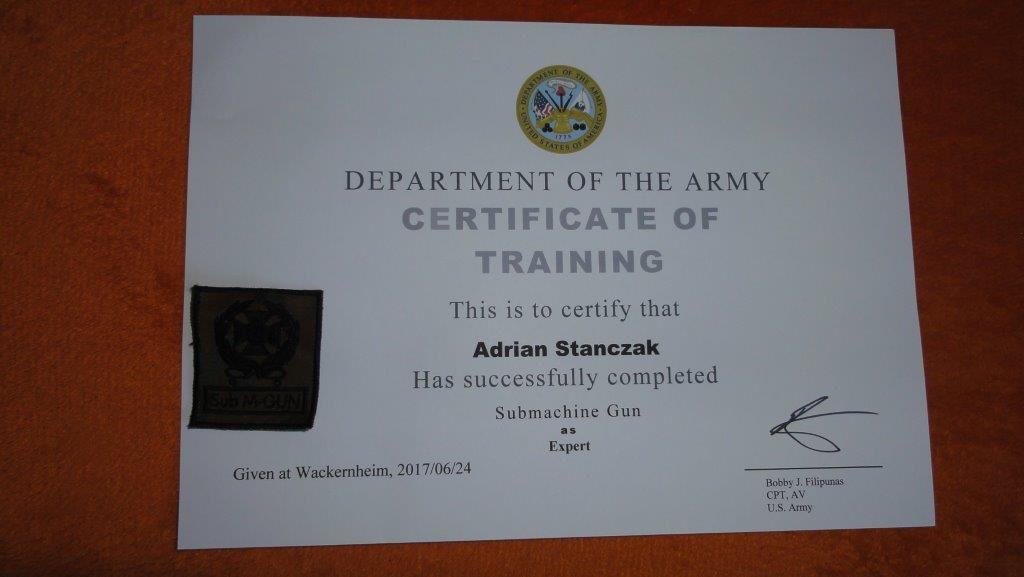 DEPARTMENT OF THE ARMY
UNITED STATES OF AMERICA
1775
DEPARTMENT OF THE ARMY
CERTIFICATE OF
TRAINING
This is to certify that
Adrian Stanczak
Has successfully completed
Submachine Gun
as
Expert
Sub M-GUN
Given at Wackernheim, 2017/06/24
Bobby J. Filipunas
CPT, AV
U.S. Army